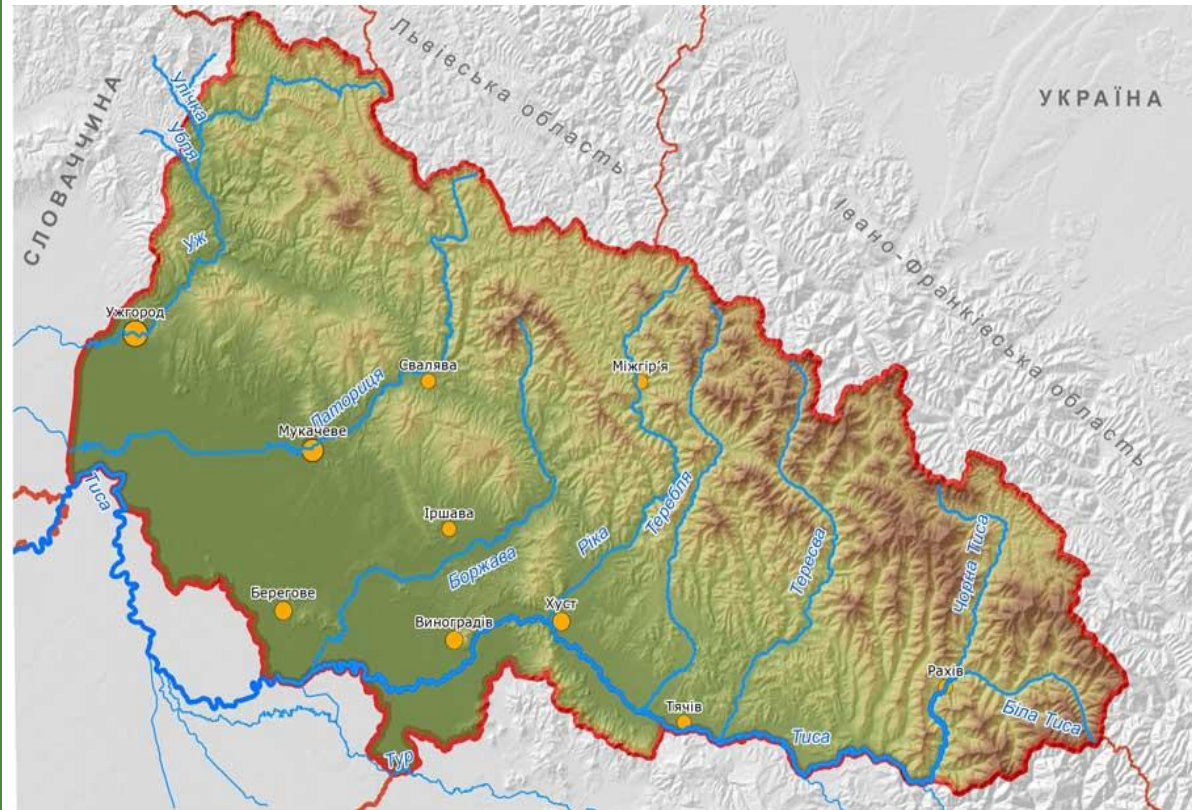 Львівська область
УКРАЇНА
СЛОВАЧЧИНА
Улічка
Убля
Івано-Франківська область
Уж
Ужгород
Свалява
Міжгір'я
Латориця
Мукачеве
Тиса
Іршава
Боржава
Ріка
Теребля
Тересва
Чорна Тиса
Берегове
Виноградів
Хуст
Рахів
Тячів
Біла Тиса
Тиса
Тур